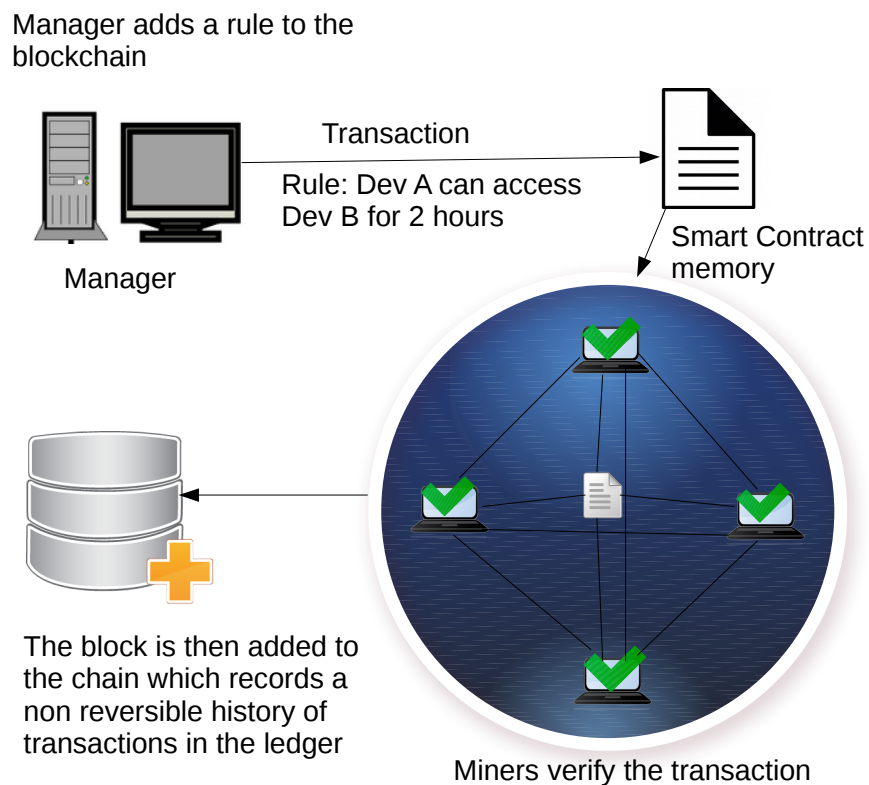 Manager adds a rule to the
blockchain
Transaction
Rule: Dev A can access
Dev B for 2 hours
Manager
Smart Contract
memory
The block is then added to
the chain which records a
non reversible history of
transactions in the ledger
Miners verify the transaction